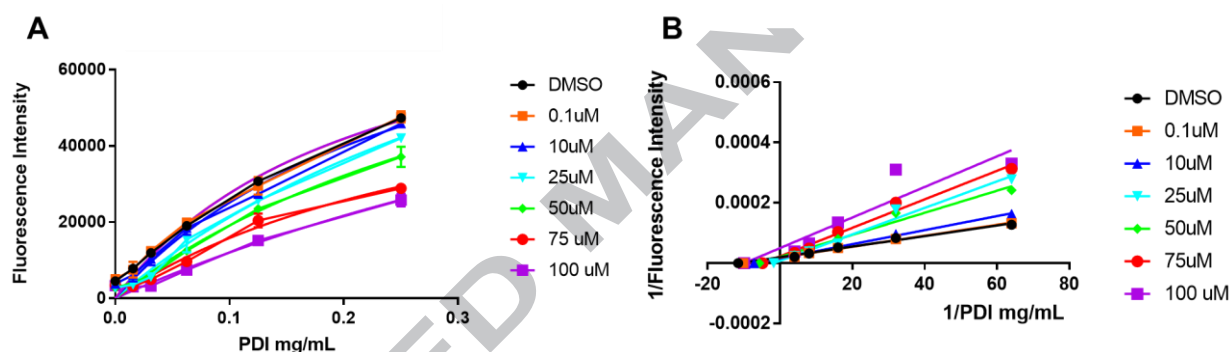 A
60000
40000
20000
0
0.0
0.1
0.2
0.3
Fluorescence Intensity
PDI mg/mL
DMSO
0.1uM
10uM
25uM
50uM
75 uM
100 uM
B
0.0006
0.0004
0.0002
-0.0002
-20
20
40
60
80
1/Fluorescence Intensity
1/PDI mg/mL
DMSO
0.1uM
10uM
25uM
50uM
75uM
100 uM
ED MAN